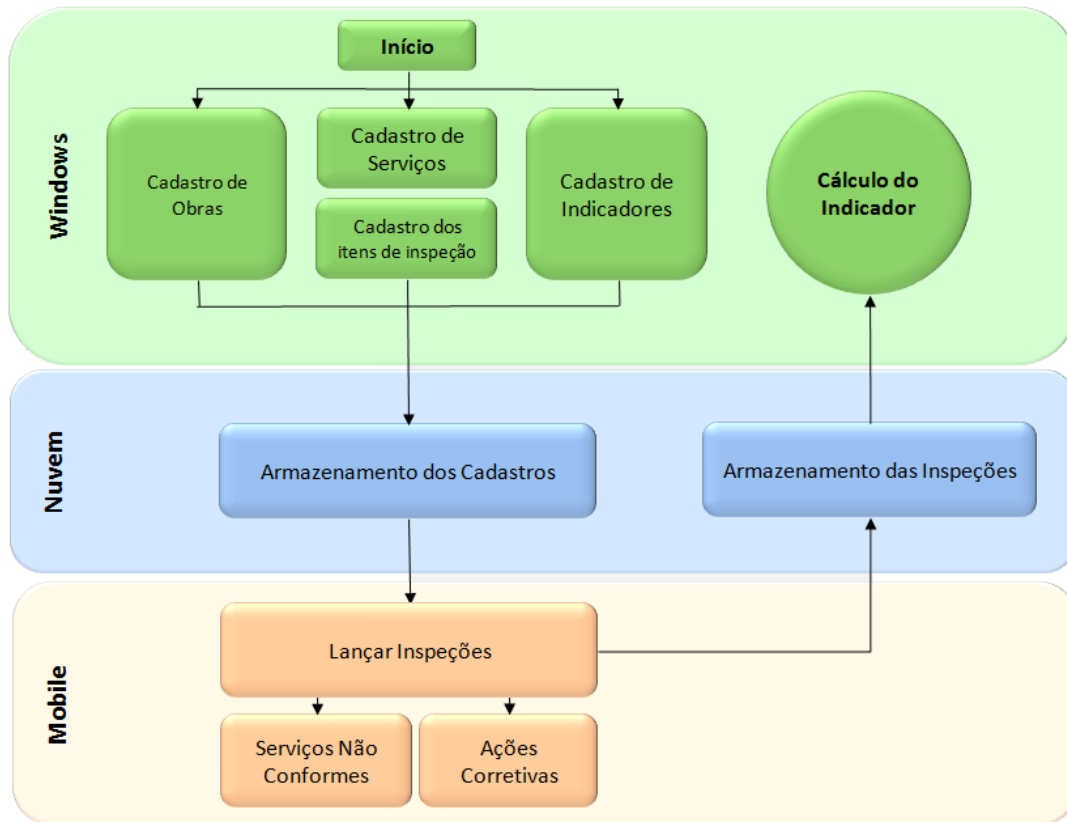 Windows
Início
Cadastro de
Obras
Cadastro de
Serviços
Cadastro dos
itens de inspeção
Cadastro de
Indicadores
Cálculo do
Indicador
Nuvem
Armazenamento dos Cadastros
Armazenamento das Inspeções
Mobile
Lançar Inspeções
Serviços Não
Conformes
Ações
Corretivas